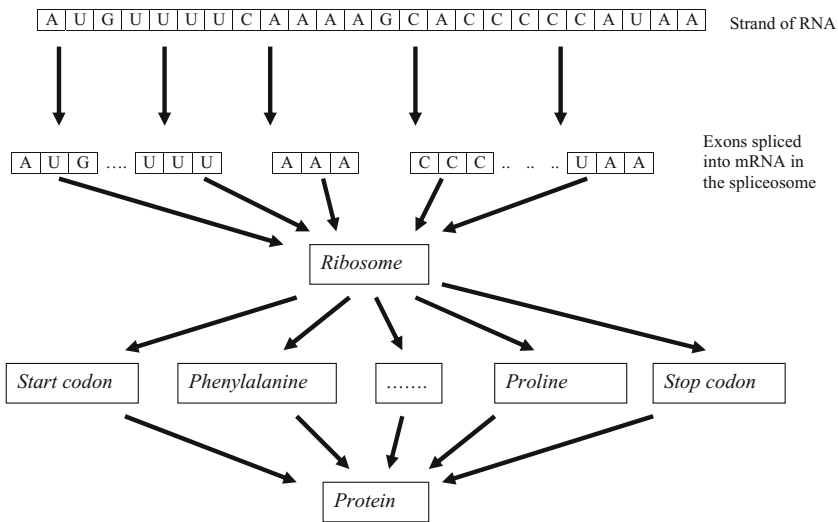 A U G U U U U C A A A A G C A C C C C C A U A A
Strand of RNA
A U G .... U U U A A A C C C .. .. .. U A A
Exons spliced
into mRNA in
the spliceosome
Ribosome
Start codon Phenylalanine ....... Proline Stop codon
Protein